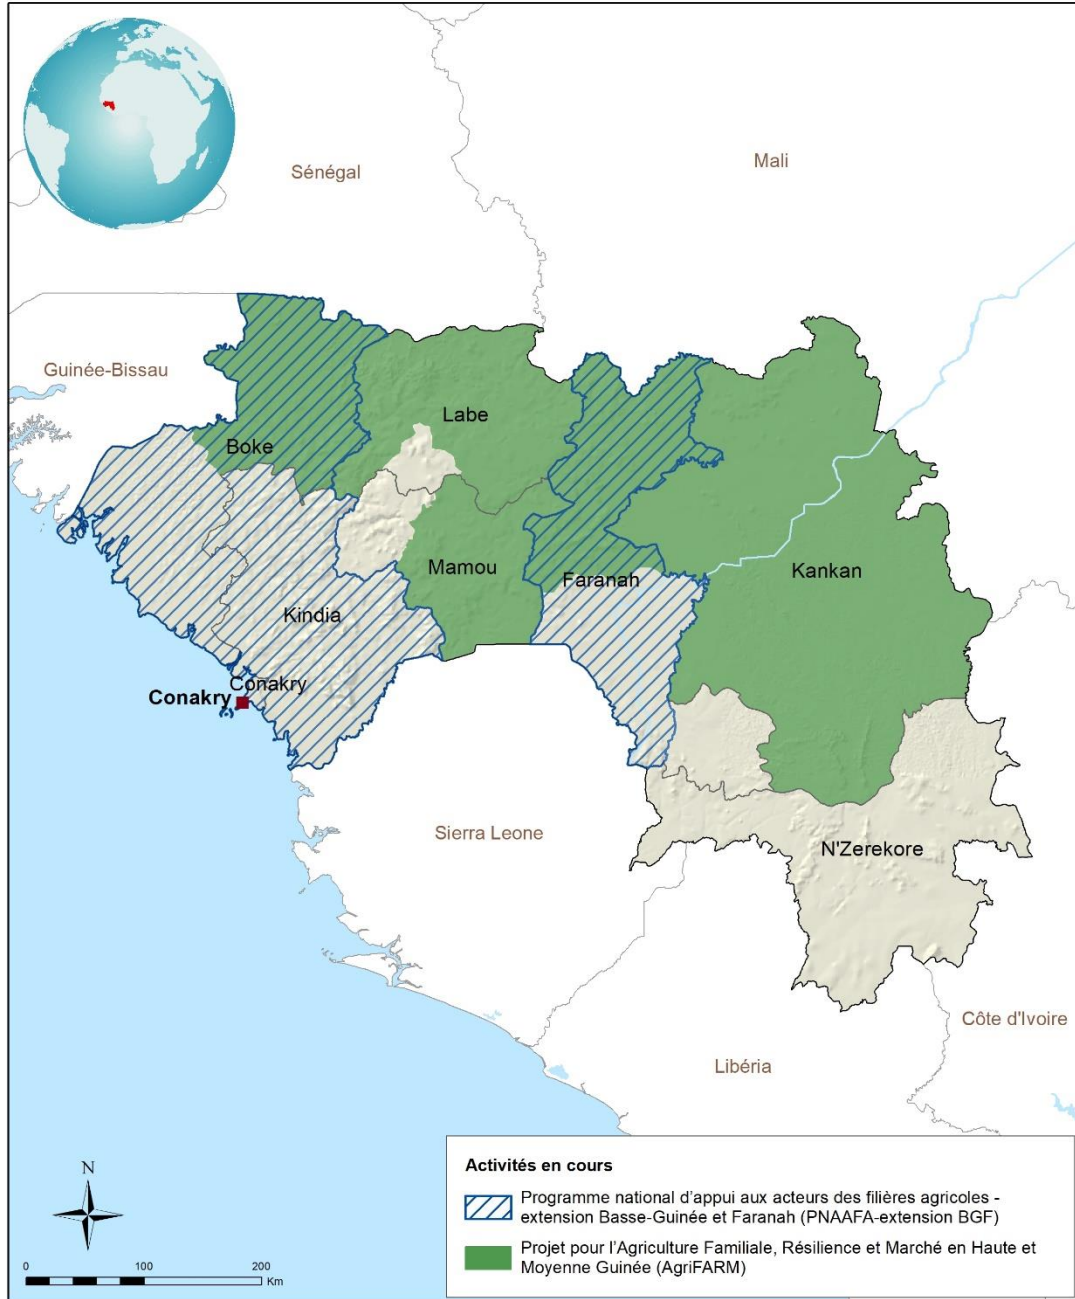 Sénégal
Mali
Guinée-Bissau
Labe
Boke
Mamou
Faranah
Kankan
Kindia
Conakry
Conakry
Sierra Leone
N'Zerekore
Côte d'Ivoire
Libéria
Activités en cours
Programme national d'appui aux acteurs des filières agricoles -
extension Basse-Guinée et Faranah (PNAAFA-extension BGF)
Projet pour l'Agriculture Familiale, Résilience et Marché en Haute et
Moyenne Guinée (AgriFARM)
N
0 100 200
Km